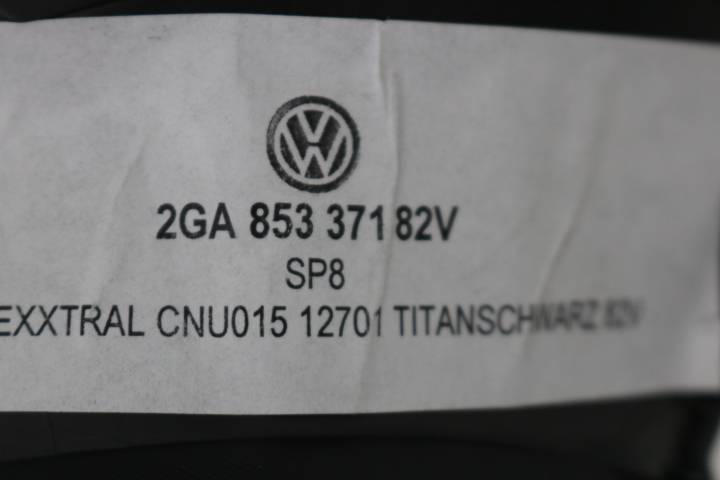 2GA 853 371 82V
SP8
EXXTRAL CNU015 12701 TITANSCHWARZ 82V